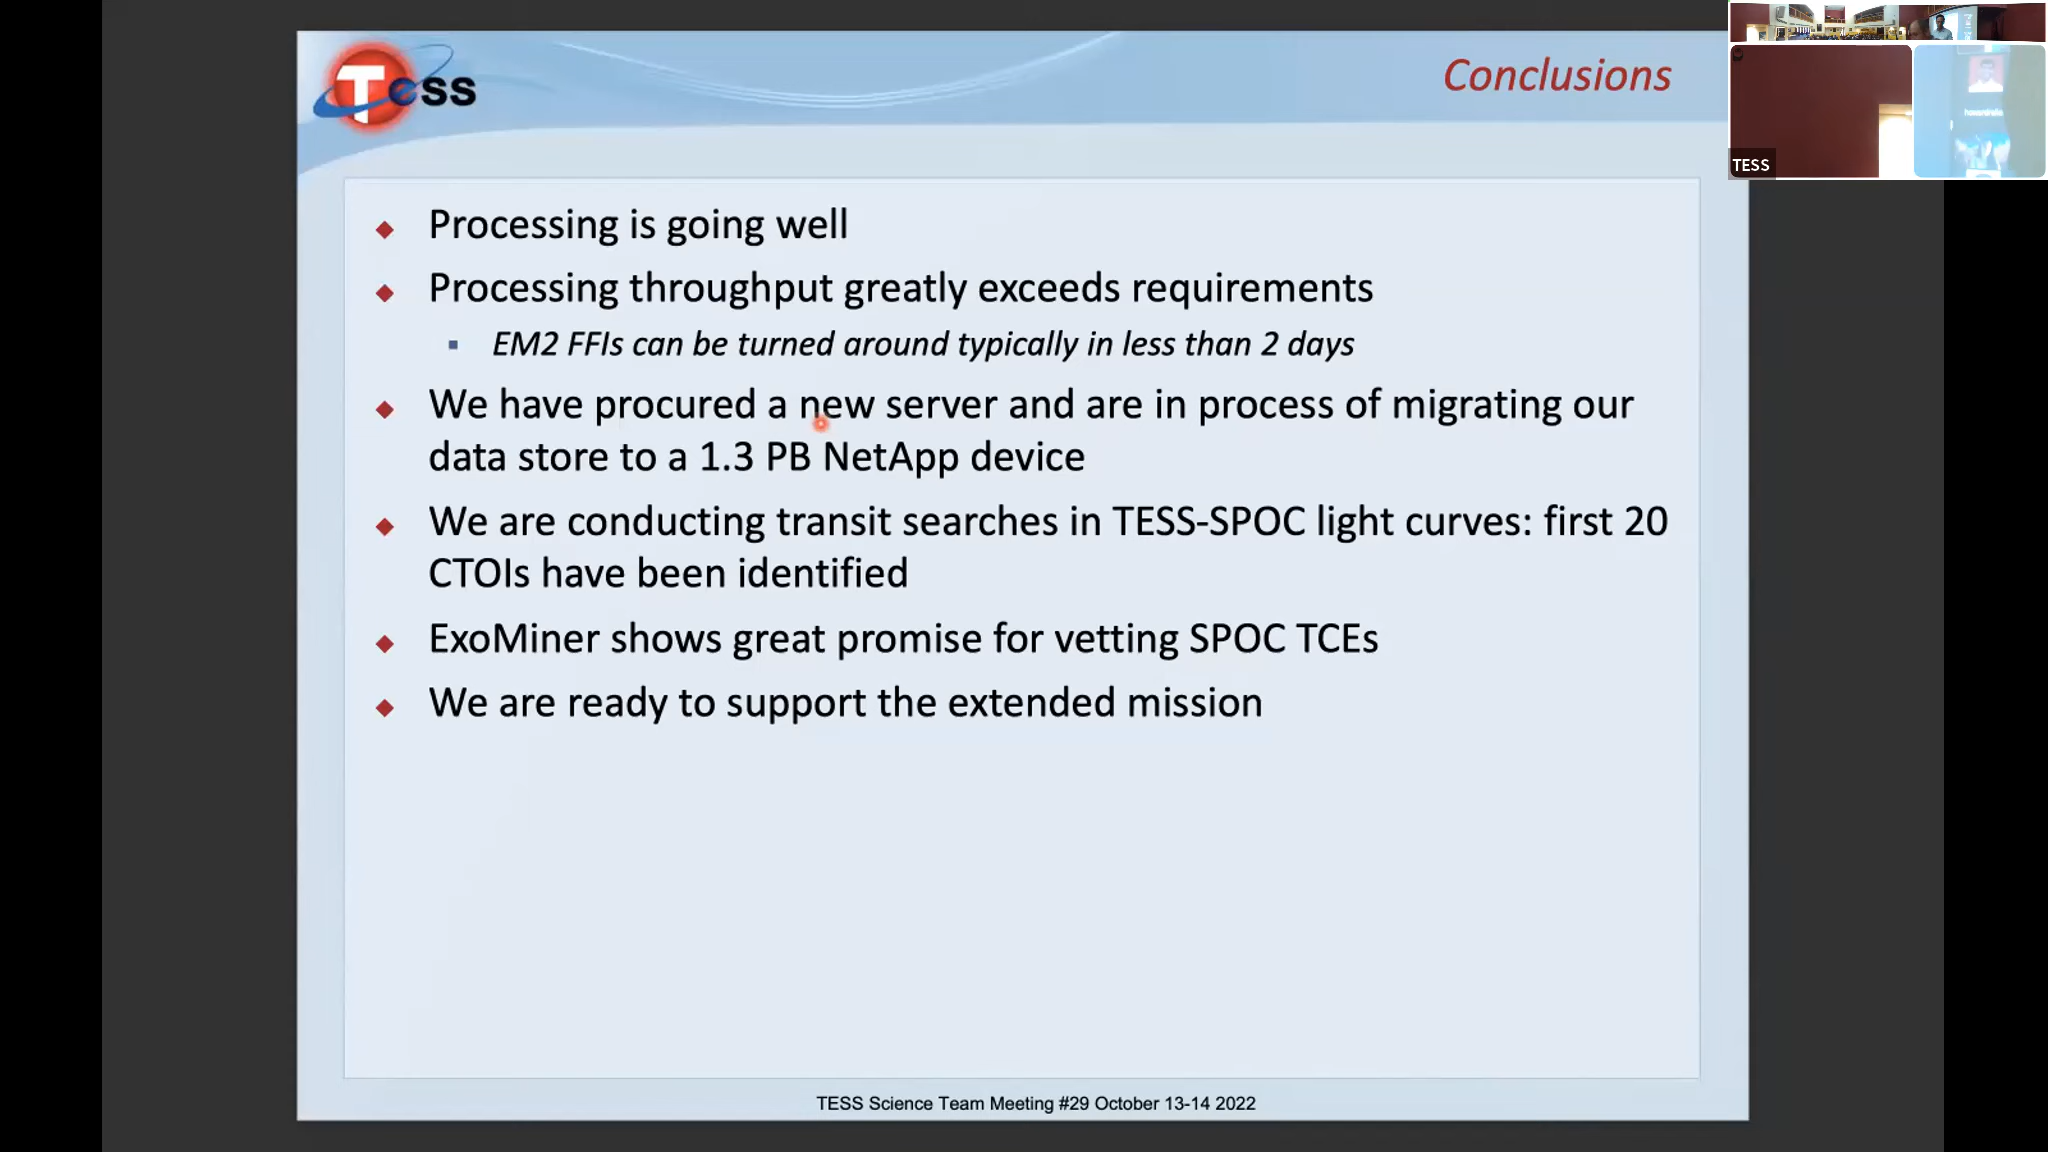 Tess
Conclusions
TESS
Processing is going well
Processing throughput greatly exceeds requirements
EM2 FFIs can be turned around typically in less than 2 days
We have procured a new server and are in process of migrating our
data store to a 1.3 PB NetApp device
We are conducting transit searches in TESS-SPOC light curves: first 20
CTOIs have been identified
ExoMiner shows great promise for vetting SPOC TCEs
We are ready to support the extended mission
TESS Science Team Meeting #29 October 13-14 2022